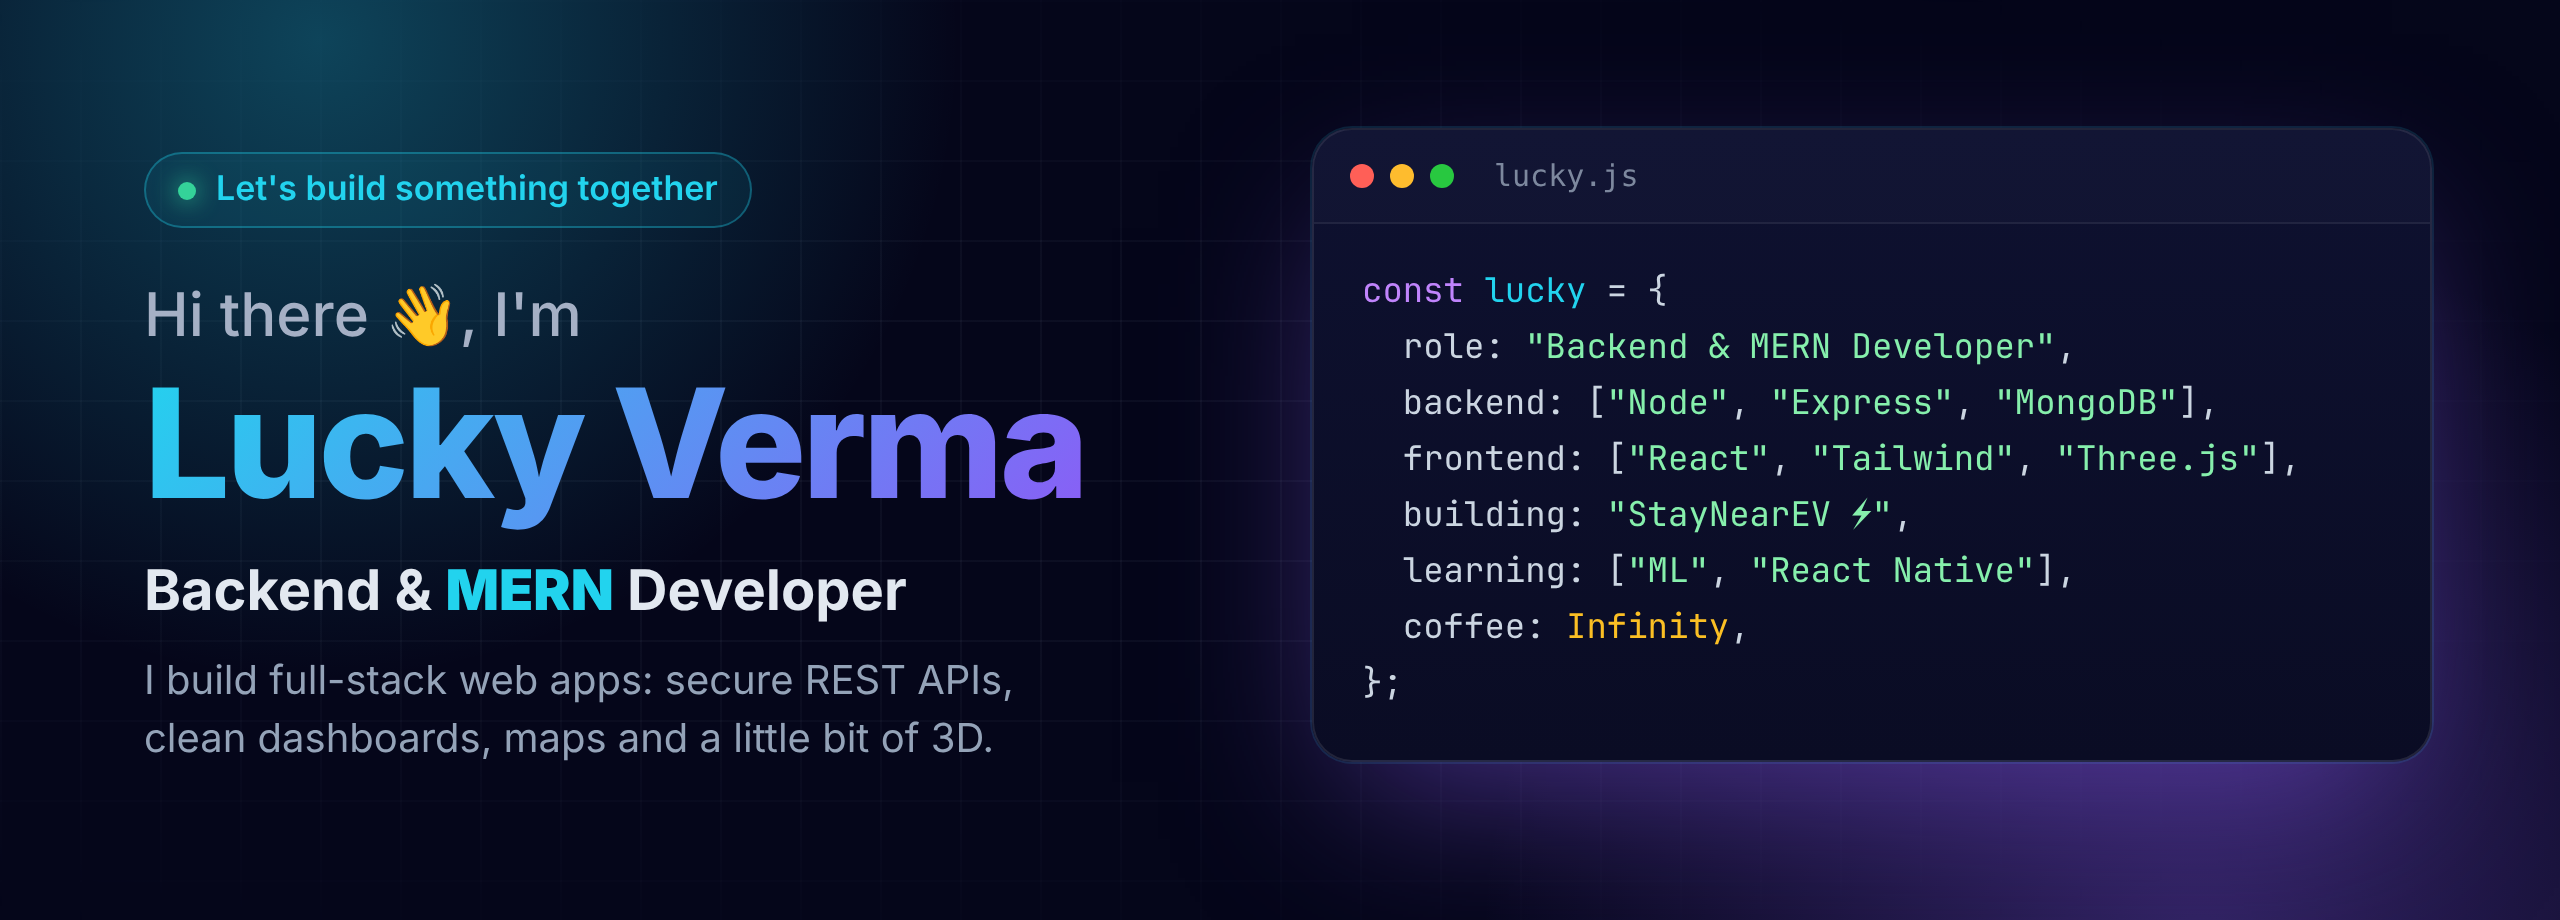 Let's build something together
Hi there 👋, I'm
Lucky Verma
Backend & MERN Developer
I build full-stack web apps: secure REST APIs,
clean dashboards, maps and a little bit of 3D.
lucky.js
const lucky = {
  role: "Backend & MERN Developer",
  backend: ["Node", "Express", "MongoDB"],
  frontend: ["React", "Tailwind", "Three.js"],
  building: "StayNearEV ⚡",
  learning: ["ML", "React Native"],
  coffee: Infinity,
};